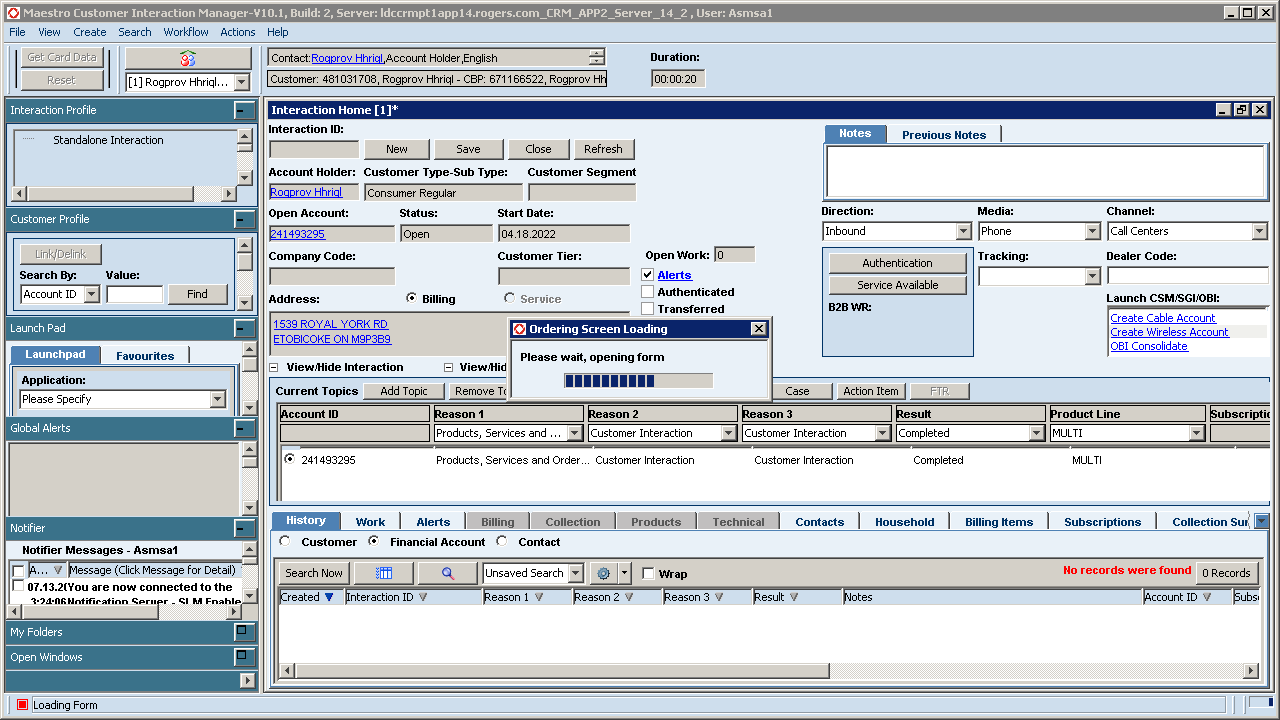 Maestro Customer Interaction Manager-V10.1, Build: 2, Server: ldccrmpt1app14.rogers.com_CRM_APP2_Server_14_2 , User: Asmsa1
File View Create Search Workflow Actions Help
Get Card Data
Reset
[1] Rogprov Hhriql...
Contact:Rogprov Hhriql,Account Holder,English
Customer: 481031708, Rogprov Hhriql - CBP: 671166522, Rogprov Hh
Duration:
00:00:20
Interaction Profile
Standalone Interaction
Customer Profile
Link/Delink
Search By: Value:
Account ID
Find
Launch Pad
Launchpad Favourites
Application:
Please Specify
Global Alerts
Notifier
Notifier Messages - Asmsa1
A... Message (Click Message for Detail)
07.13.2( You are now connected to the
3:24:06 Notification Server - SLM Enable
My Folders
Open Windows
Interaction Home [1]*
Interaction ID:
New Save Close Refresh
Account Holder: Customer Type-Sub Type: Customer Segment
Rogprov Hhriql Consumer Regular
Open Account: Status: Start Date:
241493295 Open 04.18.2022
Company Code: Customer Tier: Open Work: 0
Alerts
Authenticated
Transferred
Address: Billing Service
1539 ROYAL YORK RD
ETOBICOKE ON M9P3B9
Notes Previous Notes
Direction: Media: Channel:
Inbound Phone Call Centers
Authentication
Service Available
B2B WR:
Tracking: Dealer Code:
Launch CSM/SGI/OBI:
Create Cable Account
Create Wireless Account
OBI Consolidate
Ordering Screen Loading
Please wait, opening form
View/Hide Interaction View/Hi
Current Topics Add Topic Remove To Case Action Item FTR
Account ID Reason 1 Reason 2 Reason 3 Result Product Line Subscriptio
Products, Services and ... Customer Interaction Customer Interaction Completed MULTI
241493295 Products, Services and Order... Customer Interaction Customer Interaction Completed MULTI
History Work Alerts Billing Collection Products Technical Contacts Household Billing Items Subscriptions Collection Sur
Customer Financial Account Contact
Search Now Unsaved Search Wrap No records were found 0 Records
Created Interaction ID Reason 1 Reason 2 Reason 3 Result Notes Account ID Subs
Loading Form